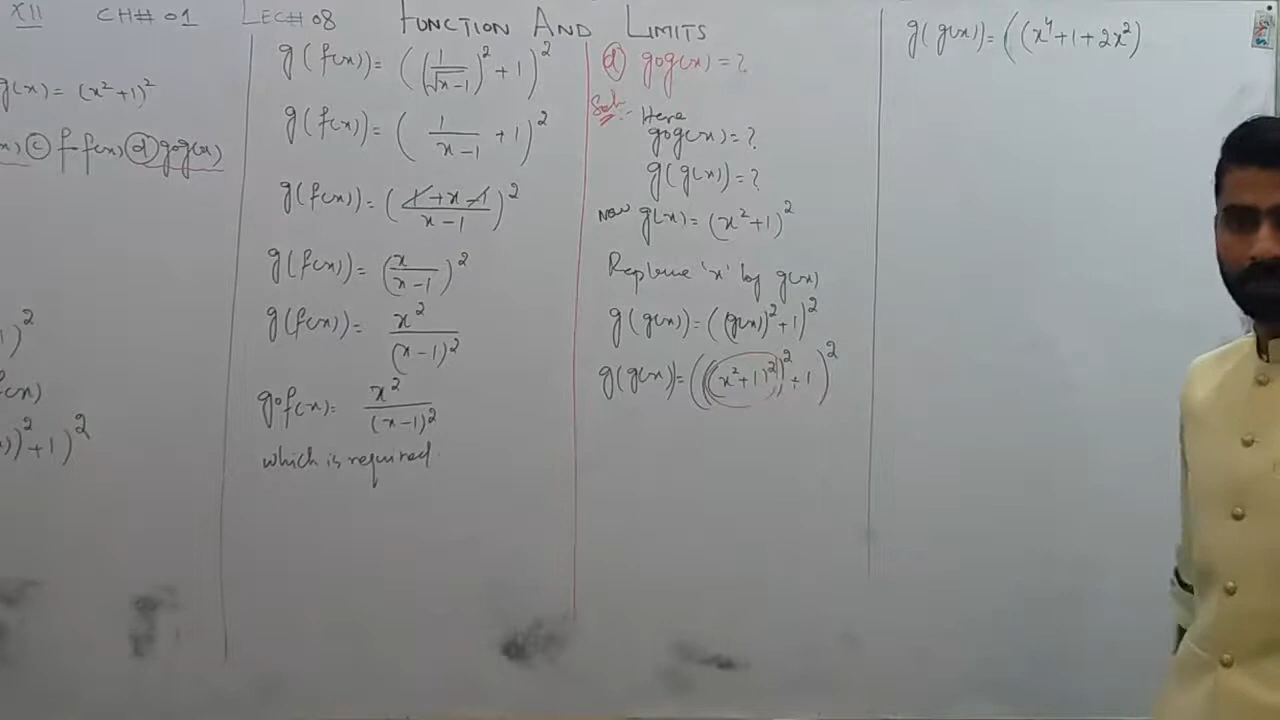 XII CH# 01 LEC# 08 FUNCTION AND LIMITS
g(x) = (x²+1)²
(c) f∘f(x) (d) g∘g(x)
)²
f(x)
))²+1)²
g(f(x)) = ((1/√x-1)²+1)²
g(f(x)) = (1/x-1 + 1)²
g(f(x)) = (1+x-1/x-1)²
g(f(x)) = (x/x-1)²
g(f(x)) = x²/(x-1)²
gof(x) = x²/(x-1)²
which is required
(d) gog(x) = ?
Sol:-
Here
gog(x) = ?
g(g(x)) = ?
Now g(x) = (x²+1)²
Replace 'x' by g(x)
g(g(x)) = ((g(x))²+1)²
g(g(x)) = (((x²+1)²)²+1)²
g(g(x)) = ((x⁴+1+2x²)